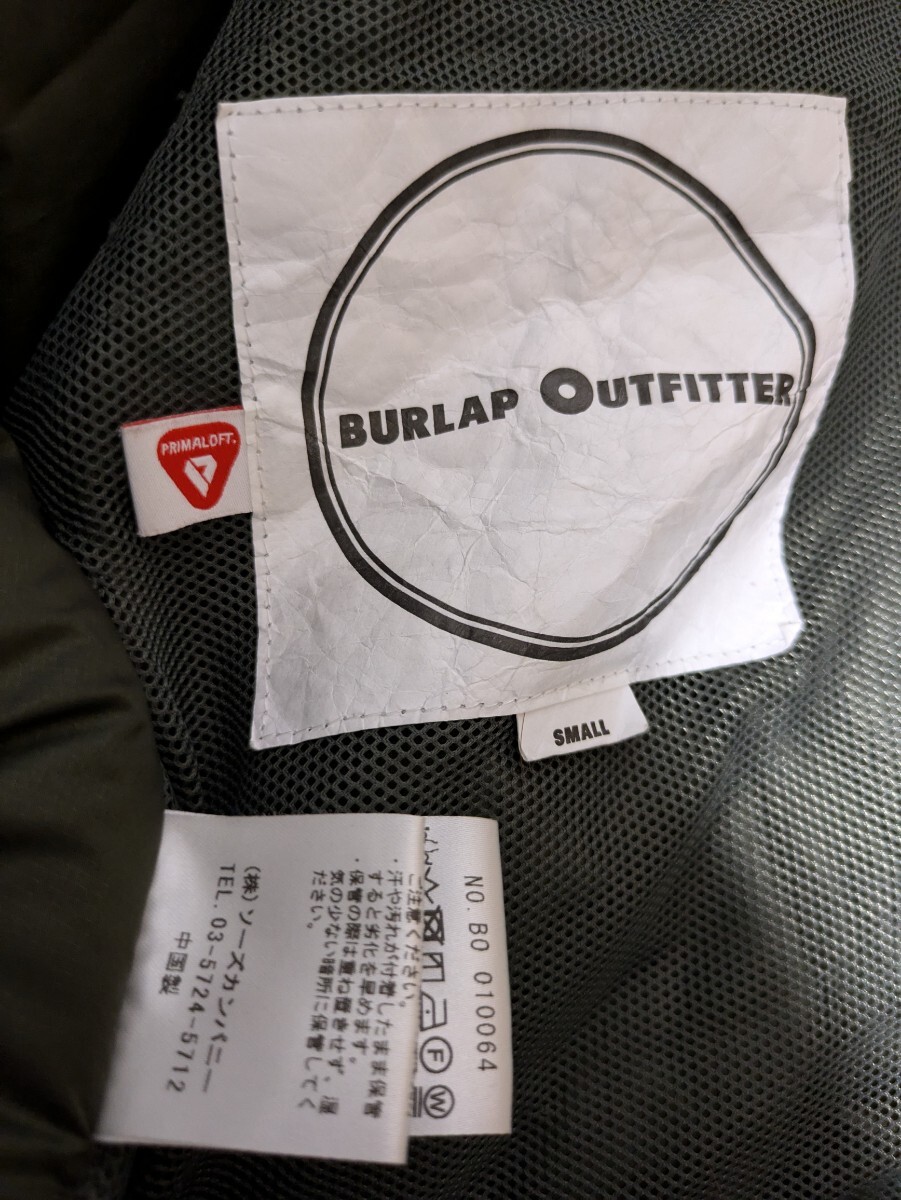 BURLAP OUTFITTER
PRIMALOFT.
SMALL
NO. BO 010064
F
W
ご注意ください。
・汗や汚れが付着したまま保管
すると劣化を早めます。
・保管の際は重ね置きせず、湿
気の少ない暗所に保管してく
ださい。
(株)ソーズカンパニー
TEL. 03-5724-5712
中国製